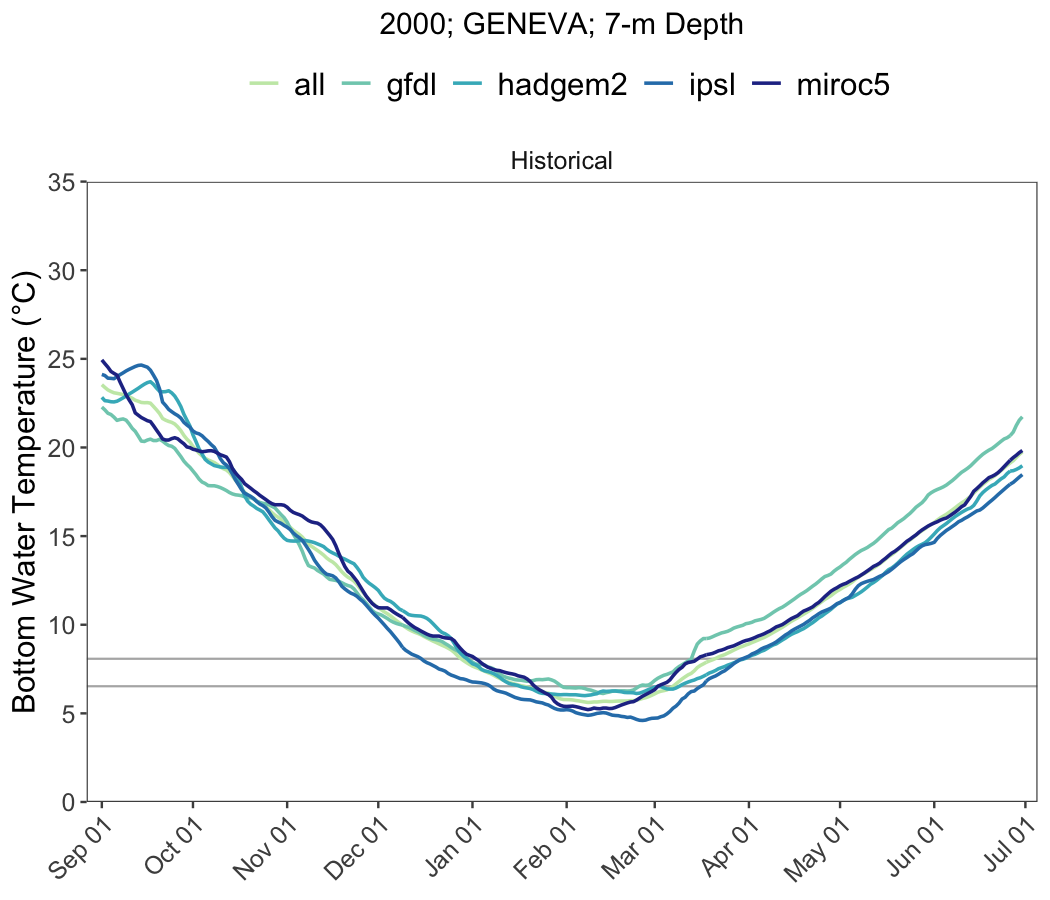 2000; GENEVA; 7-m Depth
all gfdl hadgem2 ipsl miroc5
Historical
Bottom Water Temperature (°C)
35
30
25
20
15
10
5
0
Sep 01 Oct 01 Nov 01 Dec 01 Jan 01 Feb 01 Mar 01 Apr 01 May 01 Jun 01 Jul 01